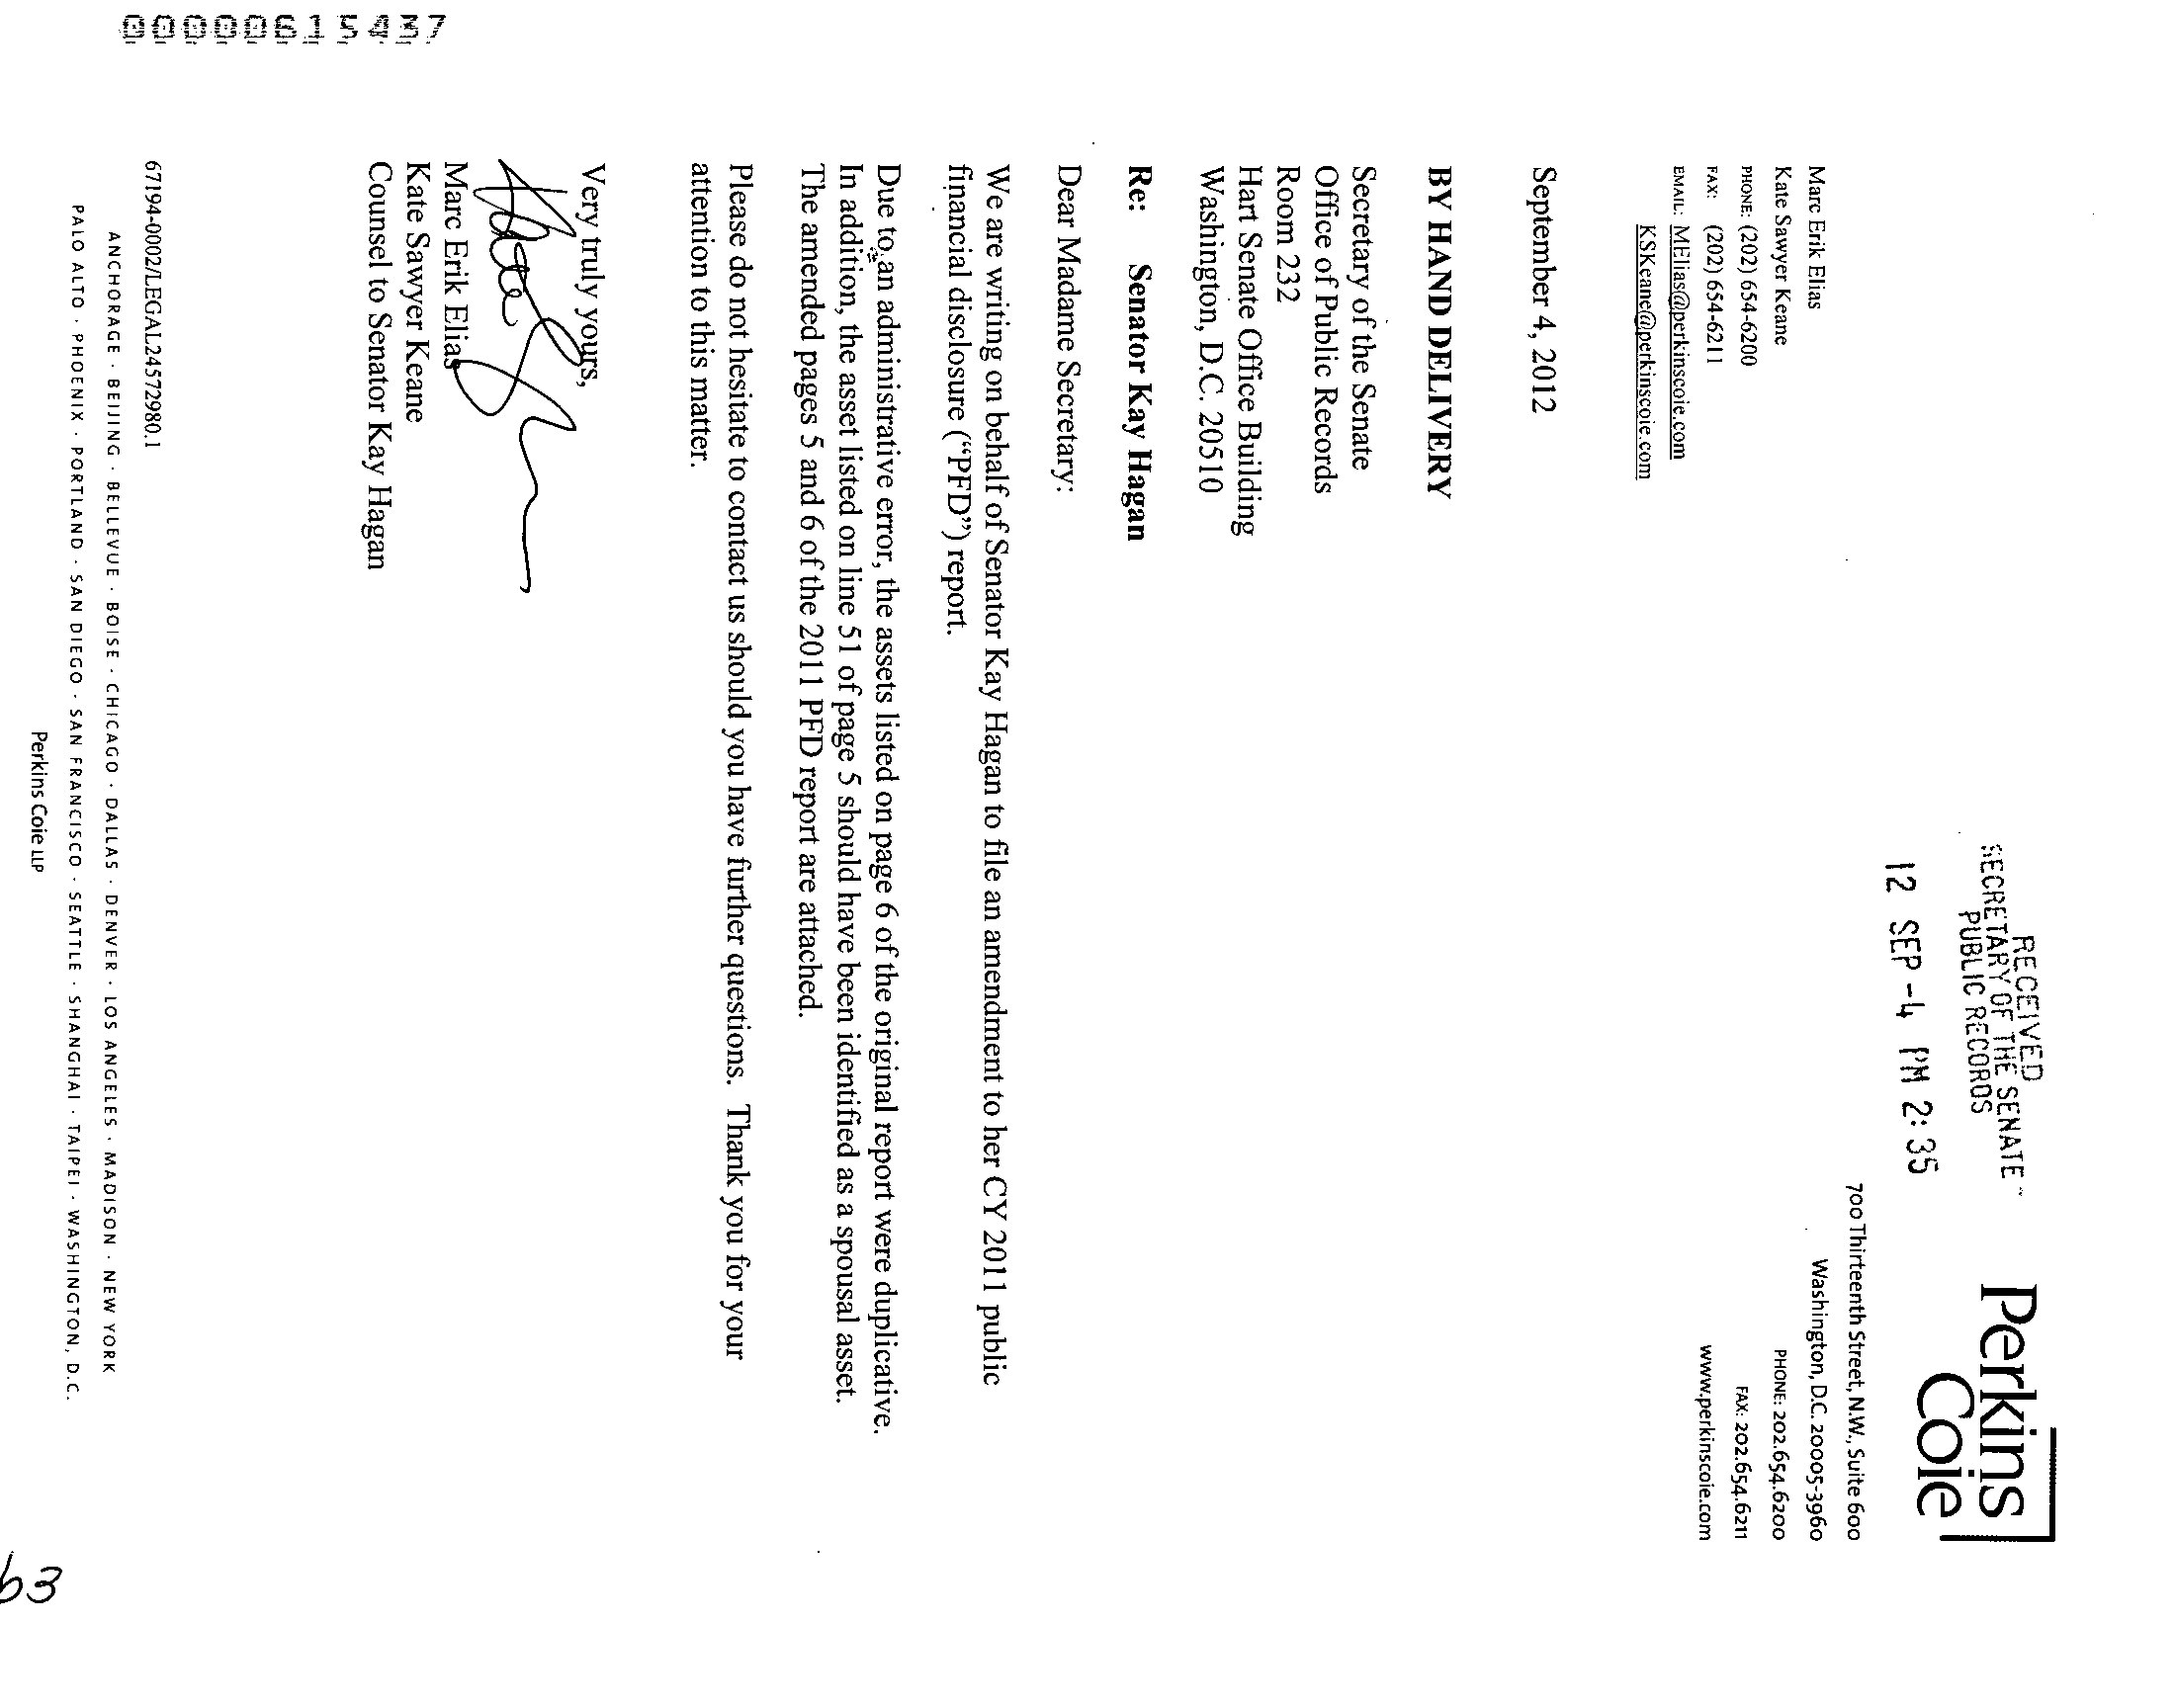 00000615437
RECEIVED
SECRETARY OF THE SENATE
PUBLIC RECORDS
12 SEP -4 PM 2:35
Perkins
Coie
700 Thirteenth Street, N.W., Suite 600
Washington, D.C. 20005-3960
PHONE: 202.654.6200
FAX: 202.654.6211
www.perkinscoie.com
Marc Erik Elias
Kate Sawyer Keane
PHONE: (202) 654-6200
FAX: (202) 654-6211
EMAIL: MElias@perkinscoie.com
KSKeane@perkinscoie.com
September 4, 2012
BY HAND DELIVERY
Secretary of the Senate
Office of Public Records
Room 232
Hart Senate Office Building
Washington, D.C. 20510
Re: Senator Kay Hagan
Dear Madame Secretary:
We are writing on behalf of Senator Kay Hagan to file an amendment to her CY 2011 public
financial disclosure (“PFD”) report.
Due to an administrative error, the assets listed on page 6 of the original report were duplicative.
In addition, the asset listed on line 51 of page 5 should have been identified as a spousal asset.
The amended pages 5 and 6 of the 2011 PFD report are attached.
Please do not hesitate to contact us should you have further questions. Thank you for your
attention to this matter.
Very truly yours,
Marc Erik Elias
Kate Sawyer Keane
Counsel to Senator Kay Hagan
67194-0002/LEGAL24572980.1
ANCHORAGE · BEIJING · BELLEVUE · BOISE · CHICAGO · DALLAS · DENVER · LOS ANGELES · MADISON · NEW YORK
PALO ALTO · PHOENIX · PORTLAND · SAN DIEGO · SAN FRANCISCO · SEATTLE · SHANGHAI · TAIPEI · WASHINGTON, D.C.
Perkins Coie LLP